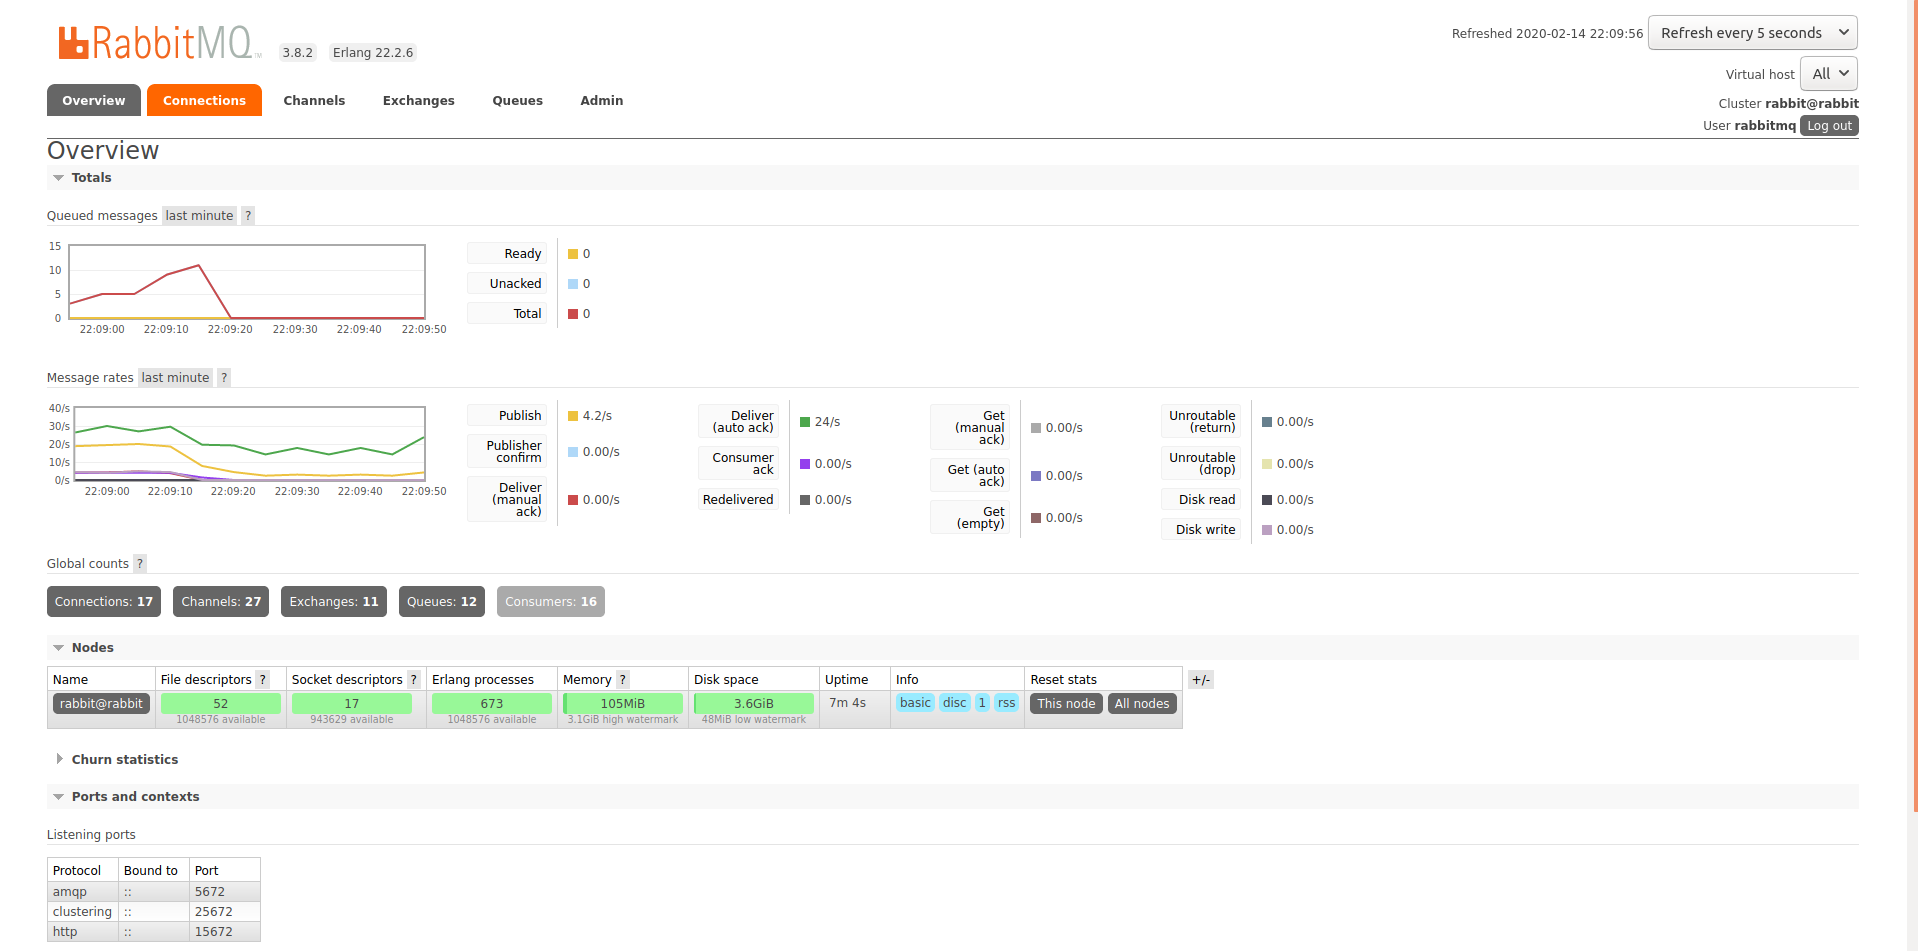 RabbitMQ™ 3.8.2 Erlang 22.2.6
Refreshed 2020-02-14 22:09:56 Refresh every 5 seconds
Virtual host All
Cluster rabbit@rabbit
User rabbitmq Log out
Overview Connections Channels Exchanges Queues Admin
Overview
Totals
Queued messages last minute ?
15
10
5
0
22:09:00 22:09:10 22:09:20 22:09:30 22:09:40 22:09:50
Ready 0
Unacked 0
Total 0
Message rates last minute ?
40/s
30/s
20/s
10/s
0/s
22:09:00 22:09:10 22:09:20 22:09:30 22:09:40 22:09:50
Publish 4.2/s
Publisher
confirm 0.00/s
Deliver
(manual
ack) 0.00/s
Deliver
(auto ack) 24/s
Consumer
ack 0.00/s
Redelivered 0.00/s
Get
(manual
ack) 0.00/s
Get (auto
ack) 0.00/s
Get
(empty) 0.00/s
Unroutable
(return) 0.00/s
Unroutable
(drop) 0.00/s
Disk read 0.00/s
Disk write 0.00/s
Global counts ?
Connections: 17 Channels: 27 Exchanges: 11 Queues: 12 Consumers: 16
Nodes
Name File descriptors ? Socket descriptors ? Erlang processes Memory ? Disk space Uptime Info Reset stats +/-
rabbit@rabbit 52 17 673 105MiB 3.6GiB 7m 4s basic disc 1 rss This node All nodes
1048576 available 943629 available 1048576 available 3.1GiB high watermark 48MiB low watermark
Churn statistics
Ports and contexts
Listening ports
Protocol Bound to Port
amqp :: 5672
clustering :: 25672
http :: 15672